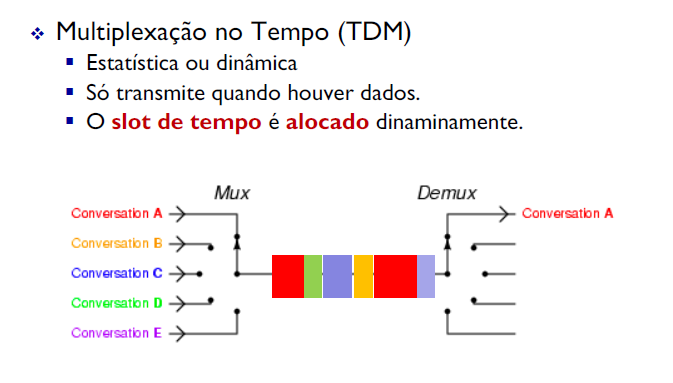 Multiplexação no Tempo (TDM)
Estatística ou dinâmica
Só transmite quando houver dados.
O slot de tempo é alocado dinaminamente.
Mux
Demux
Conversation A
Conversation A
Conversation B
Conversation C
Conversation D
Conversation E